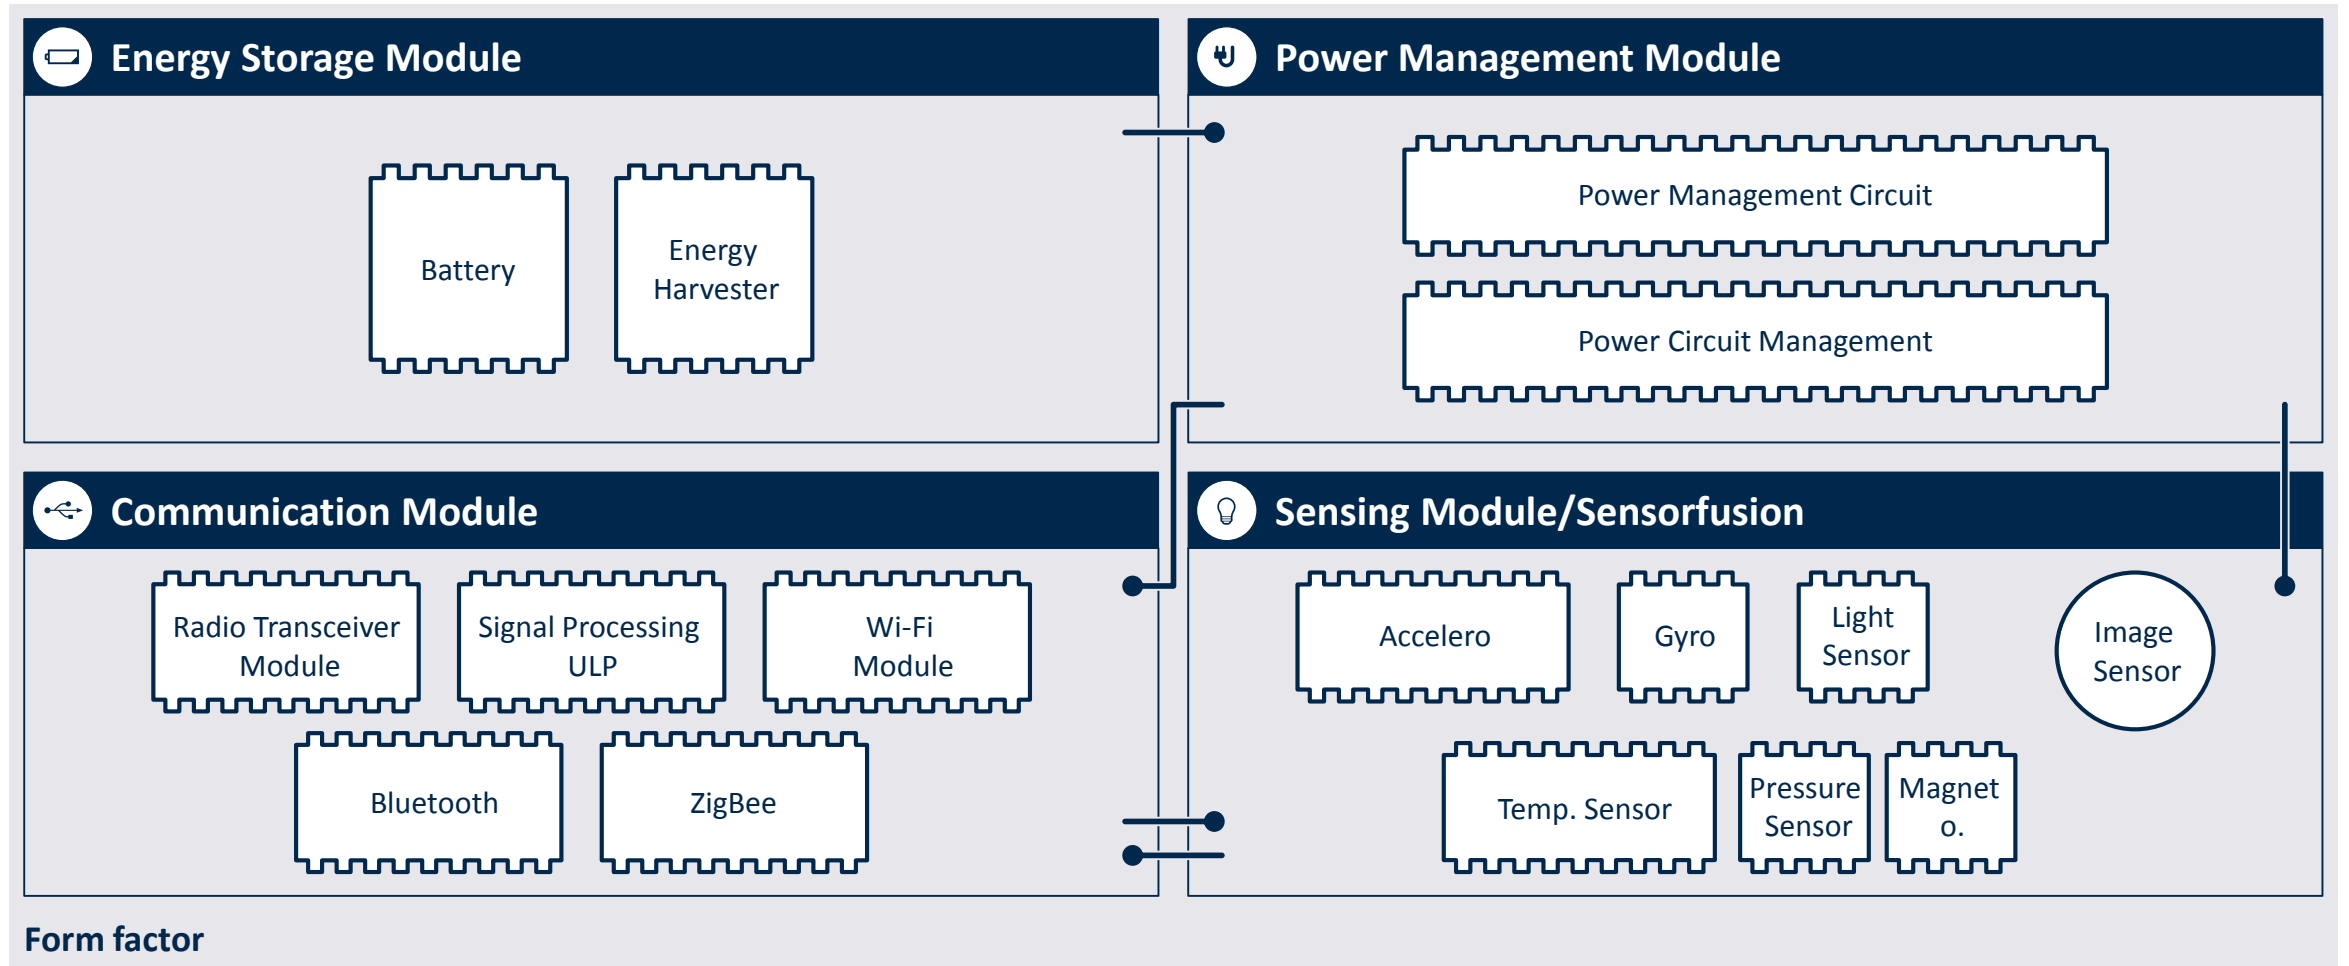 Energy Storage Module
Power Management Module
Battery
Energy
Harvester
Power Management Circuit
Power Circuit Management
Communication Module
Sensing Module/Sensorfusion
Radio Transceiver
Module
Signal Processing
ULP
Wi-Fi
Module
Bluetooth
ZigBee
Accelero
Gyro
Light
Sensor
Image
Sensor
Temp. Sensor
Pressure
Sensor
Magnet
o.
Form factor